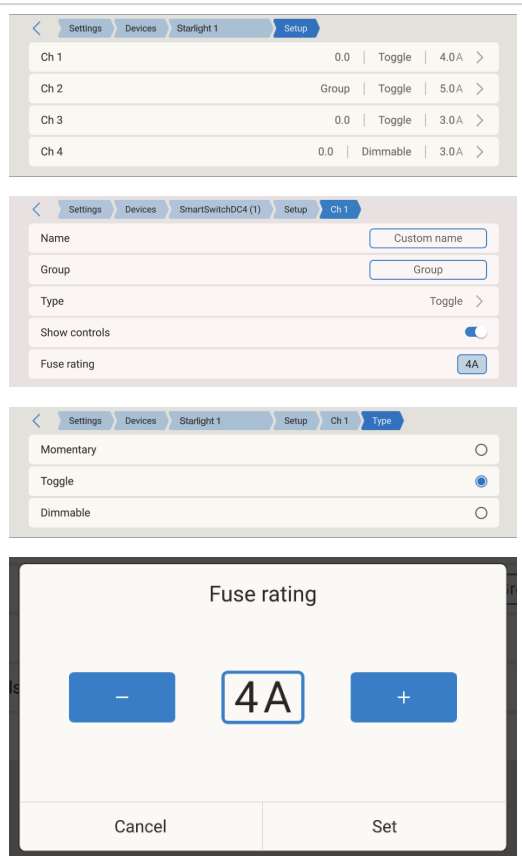 Settings Devices Starlight 1 Setup
Ch 1 0.0 | Toggle | 4.0A
Ch 2 Group | Toggle | 5.0A
Ch 3 0.0 | Toggle | 3.0A
Ch 4 0.0 | Dimmable | 3.0A
Settings Devices SmartSwitchDC4 (1) Setup Ch 1
Name Custom name
Group Group
Type Toggle
Show controls
Fuse rating 4A
Settings Devices Starlight 1 Setup Ch 1 Type
Momentary
Toggle
Dimmable
Fuse rating
− 4A +
Cancel Set